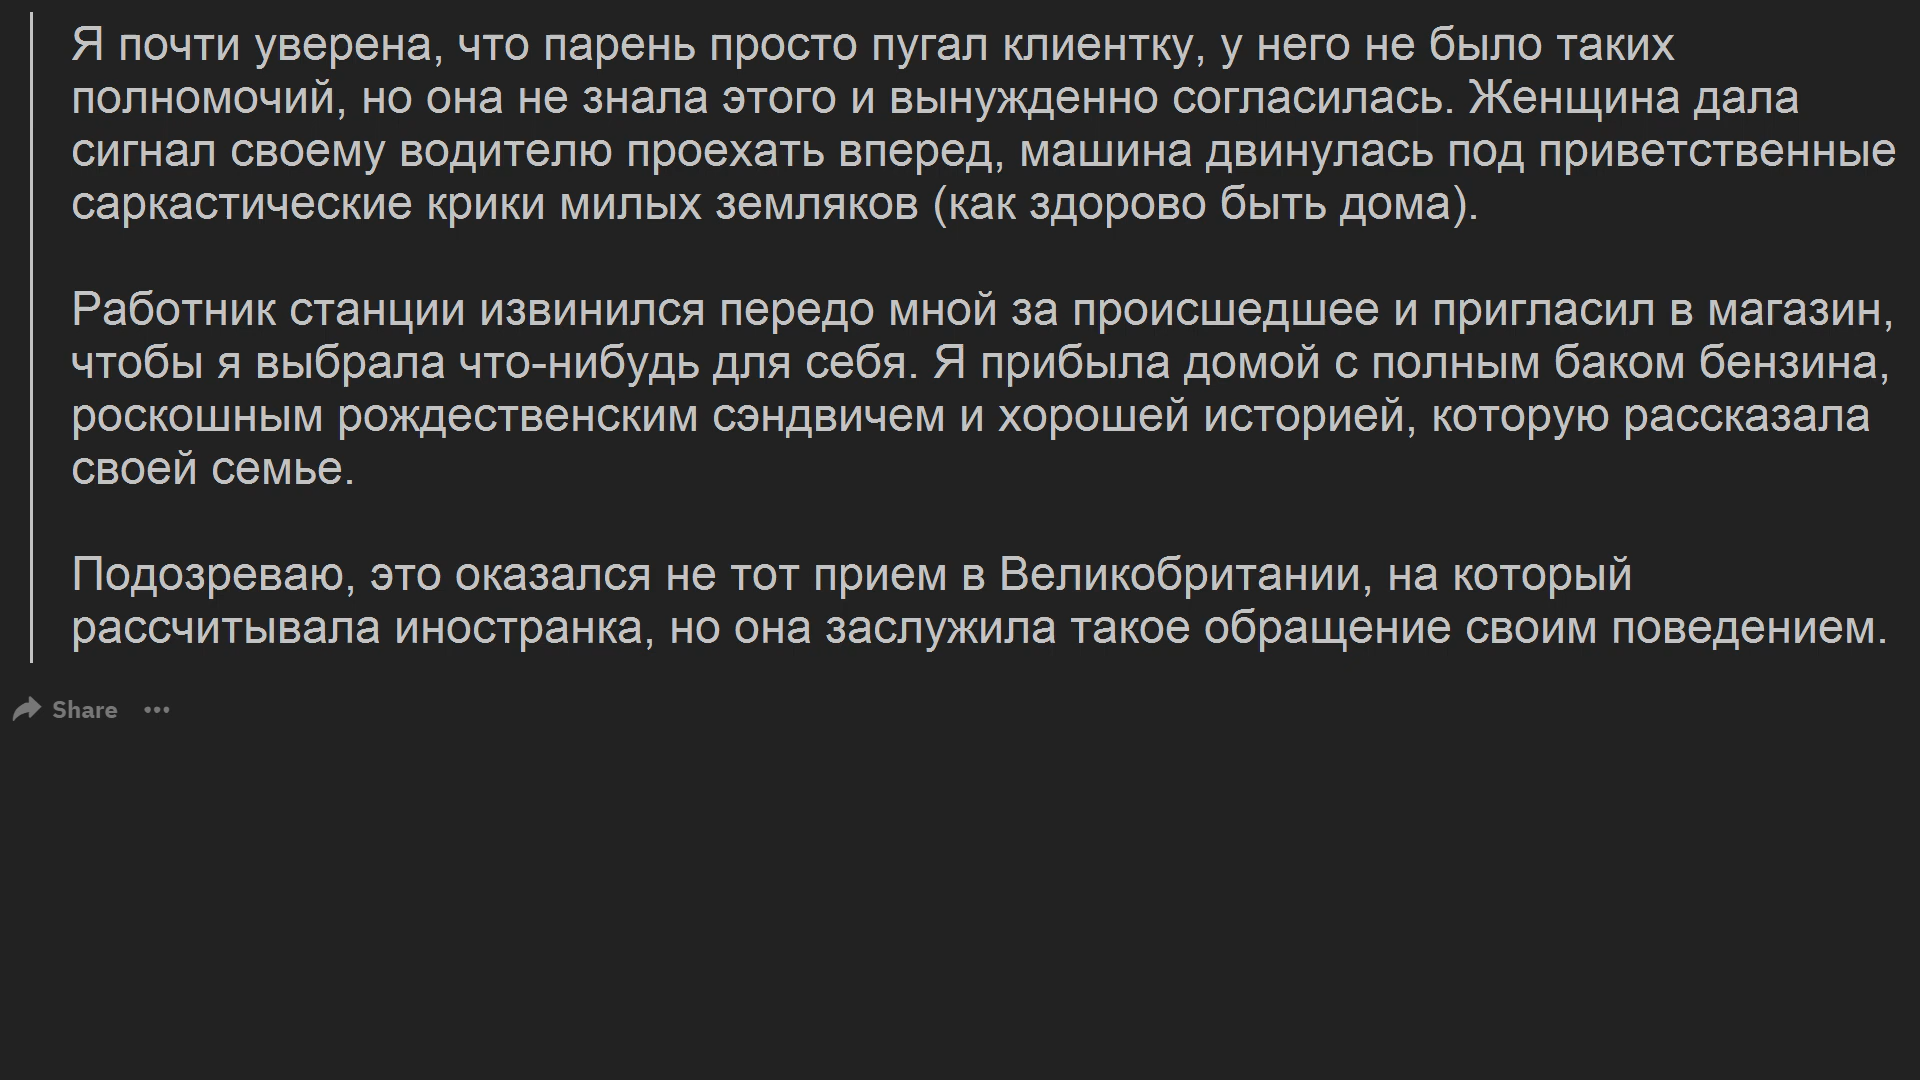 Я почти уверена, что парень просто пугал клиентку, у него не было таких
полномочий, но она не знала этого и вынужденно согласилась. Женщина дала
сигнал своему водителю проехать вперед, машина двинулась под приветственные
саркастические крики милых земляков (как здорово быть дома).
Работник станции извинился передо мной за происшедшее и пригласил в магазин,
чтобы я выбрала что-нибудь для себя. Я прибыла домой с полным баком бензина,
роскошным рождественским сэндвичем и хорошей историей, которую рассказала
своей семье.
Подозреваю, это оказался не тот прием в Великобритании, на который
рассчитывала иностранка, но она заслужила такое обращение своим поведением.
Share ...